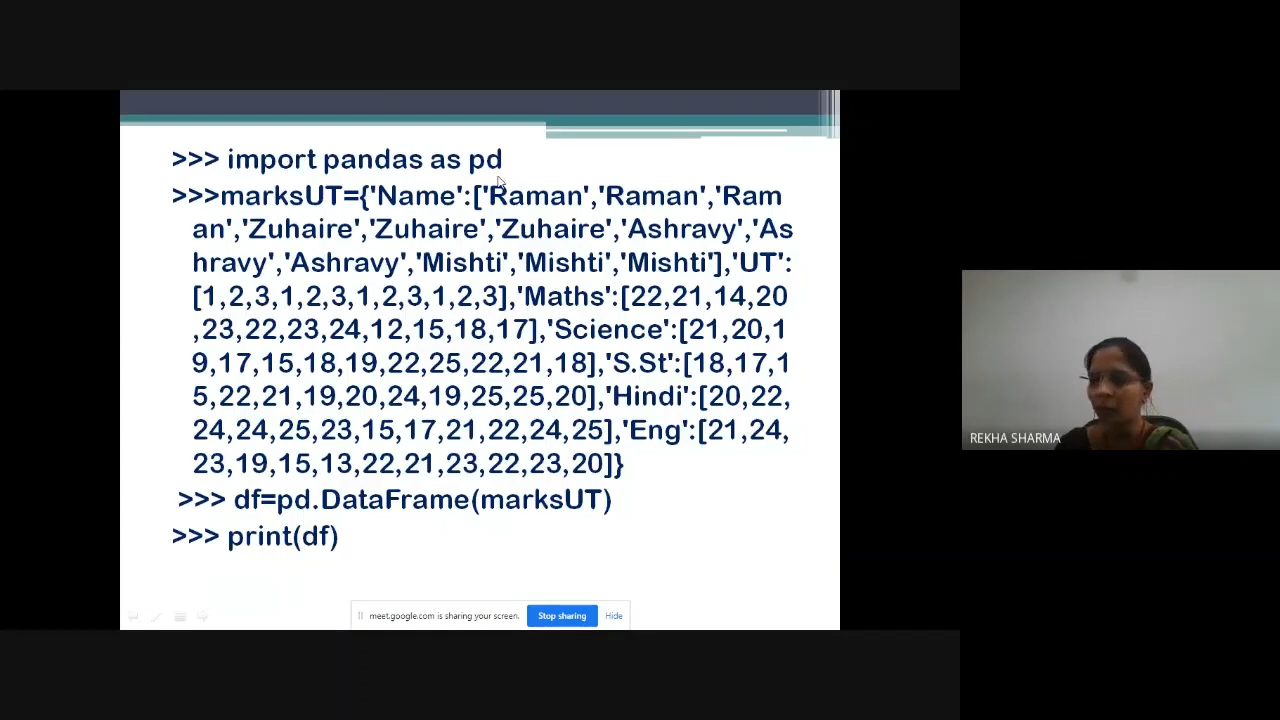 >>> import pandas as pd
>>>marksUT={'Name':['Raman','Raman','Ram
an','Zuhaire','Zuhaire','Zuhaire','Ashravy','As
hravy','Ashravy','Mishti','Mishti','Mishti'],'UT':
[1,2,3,1,2,3,1,2,3,1,2,3],'Maths':[22,21,14,20
,23,22,23,24,12,15,18,17],'Science':[21,20,1
9,17,15,18,19,22,25,22,21,18],'S.St':[18,17,1
5,22,21,19,20,24,19,25,25,20],'Hindi':[20,22,
24,24,25,23,15,17,21,22,24,25],'Eng':[21,24,
23,19,15,13,22,21,23,22,23,20]}
>>> df=pd.DataFrame(marksUT)
>>> print(df)
meet.google.com is sharing your screen. Stop sharing Hide
REKHA SHARMA